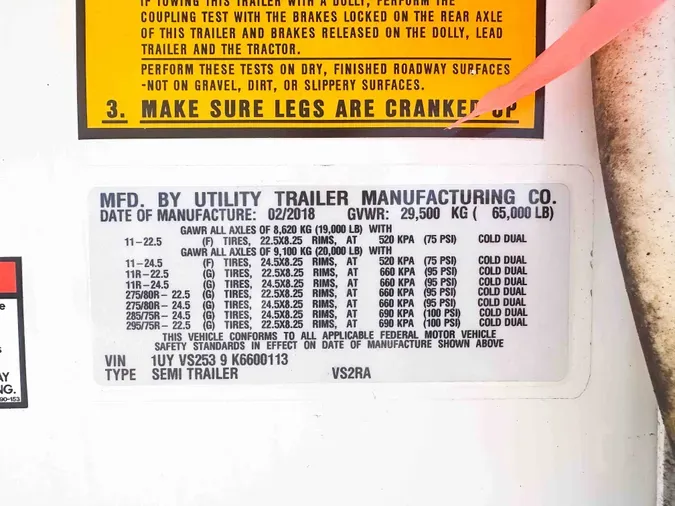 IF TOWING THIS TRAILER WITH A DOLLY, PERFORM THE
COUPLING TEST WITH THE BRAKES LOCKED ON THE REAR AXLE
OF THIS TRAILER AND BRAKES RELEASED ON THE DOLLY, LEAD
TRAILER AND THE TRACTOR.
PERFORM THESE TESTS ON DRY, FINISHED ROADWAY SURFACES
-NOT ON GRAVEL, DIRT, OR SLIPPERY SURFACES.
3. MAKE SURE LEGS ARE CRANKED UP
MFD. BY UTILITY TRAILER MANUFACTURING CO.
DATE OF MANUFACTURE: 02/2018 GVWR: 29,500 KG ( 65,000 LB)
GAWR ALL AXLES OF 8,620 KG (19,000 LB) WITH
11-22.5 (F) TIRES, 22.5X8.25 RIMS, AT 520 KPA (75 PSI) COLD DUAL
GAWR ALL AXLES OF 9,100 KG (20,000 LB) WITH
11-24.5 (F) TIRES, 24.5X8.25 RIMS, AT 520 KPA (75 PSI) COLD DUAL
11R-22.5 (G) TIRES, 22.5X8.25 RIMS, AT 660 KPA (95 PSI) COLD DUAL
11R-24.5 (G) TIRES, 24.5X8.25 RIMS, AT 660 KPA (95 PSI) COLD DUAL
275/80R-22.5 (G) TIRES, 22.5X8.25 RIMS, AT 660 KPA (95 PSI) COLD DUAL
275/80R-24.5 (G) TIRES, 24.5X8.25 RIMS, AT 660 KPA (95 PSI) COLD DUAL
285/75R-24.5 (G) TIRES, 24.5X8.25 RIMS, AT 690 KPA (100 PSI) COLD DUAL
295/75R-22.5 (G) TIRES, 22.5X8.25 RIMS, AT 690 KPA (100 PSI) COLD DUAL
THIS VEHICLE CONFORMS TO ALL APPLICABLE FEDERAL MOTOR VEHICLE
SAFETY STANDARDS IN EFFECT ON DATE OF MANUFACTURE SHOWN ABOVE
VIN 1UY VS253 9 K6600113
TYPE SEMI TRAILER VS2RA
e
s
AY
NG.
90-153